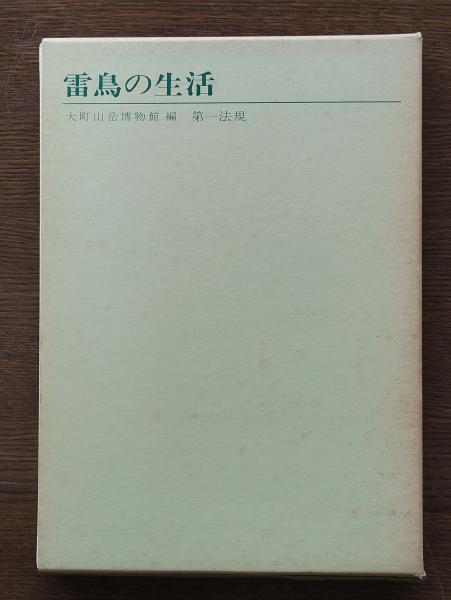 雷鳥の生活
大町山岳博物館 編　第一法規